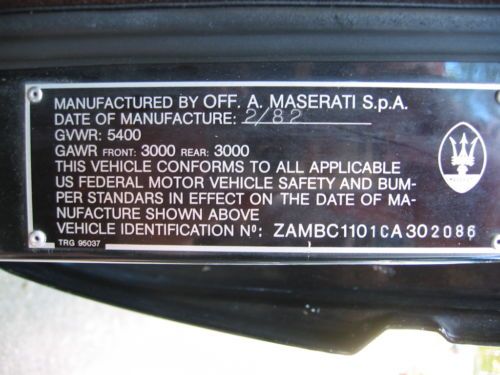 MANUFACTURED BY OFF. A. MASERATI S.p.A.
DATE OF MANUFACTURE: 2/82
GVWR: 5400
GAWR FRONT: 3000 REAR: 3000
THIS VEHICLE CONFORMS TO ALL APPLICABLE
US FEDERAL MOTOR VEHICLE SAFETY AND BUM-
PER STANDARS IN EFFECT ON THE DATE OF MA-
NUFACTURE SHOWN ABOVE
VEHICLE IDENTIFICATION Nº: ZAMBC1101CA302086
TRG 95037